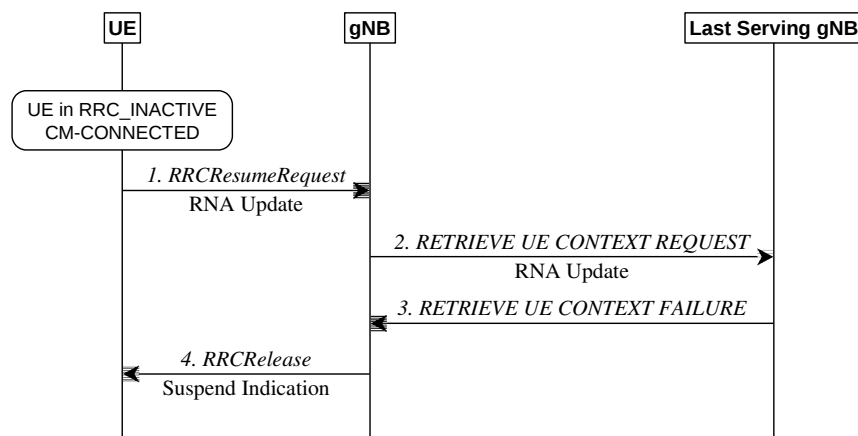 UE
gNB
Last Serving gNB
UE in RRC_INACTIVE
CM-CONNECTED
1. RRCResumeRequest
RNA Update
2. RETRIEVE UE CONTEXT REQUEST
RNA Update
3. RETRIEVE UE CONTEXT FAILURE
4. RRCRelease
Suspend Indication